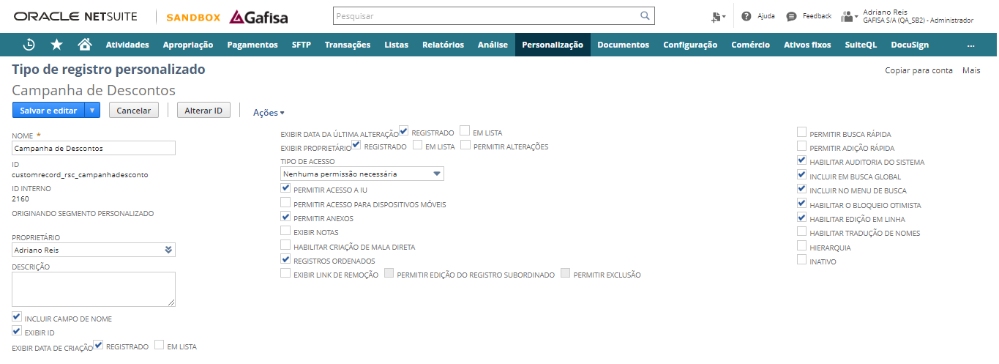 ORACLE NETSUITE SANDBOX Gafisa Pesquisar Ajuda Feedback Adriano Reis
GAFISA S/A (QA_SB2) - Administrador
Atividades Apropriação Pagamentos SFTP Transações Listas Relatórios Análise Personalização Documentos Configuração Comércio Ativos fixos SuiteQL DocuSign ...
Tipo de registro personalizado
Copiar para conta Mais
Campanha de Descontos
Salvar e editar Cancelar Alterar ID Ações
NOME *
Campanha de Descontos
ID
customrecord_rsc_campanhadesconto
ID INTERNO
2160
ORIGINANDO SEGMENTO PERSONALIZADO
PROPRIETÁRIO
Adriano Reis
DESCRIÇÃO
INCLUIR CAMPO DE NOME
EXIBIR ID
EXIBIR DATA DE CRIAÇÃO REGISTRADO EM LISTA
EXIBIR DATA DA ÚLTIMA ALTERAÇÃO REGISTRADO EM LISTA
EXIBIR PROPRIETÁRIO REGISTRADO EM LISTA PERMITIR ALTERAÇÕES
TIPO DE ACESSO
Nenhuma permissão necessária
PERMITIR ACESSO A IU
PERMITIR ACESSO PARA DISPOSITIVOS MÓVEIS
PERMITIR ANEXOS
EXIBIR NOTAS
HABILITAR CRIAÇÃO DE MALA DIRETA
REGISTROS ORDENADOS
EXIBIR LINK DE REMOÇÃO PERMITIR EDIÇÃO DO REGISTRO SUBORDINADO PERMITIR EXCLUSÃO
PERMITIR BUSCA RÁPIDA
PERMITIR ADIÇÃO RÁPIDA
HABILITAR AUDITORIA DO SISTEMA
INCLUIR EM BUSCA GLOBAL
INCLUIR NO MENU DE BUSCA
HABILITAR O BLOQUEIO OTIMISTA
HABILITAR EDIÇÃO EM LINHA
HABILITAR TRADUÇÃO DE NOMES
HIERARQUIA
INATIVO